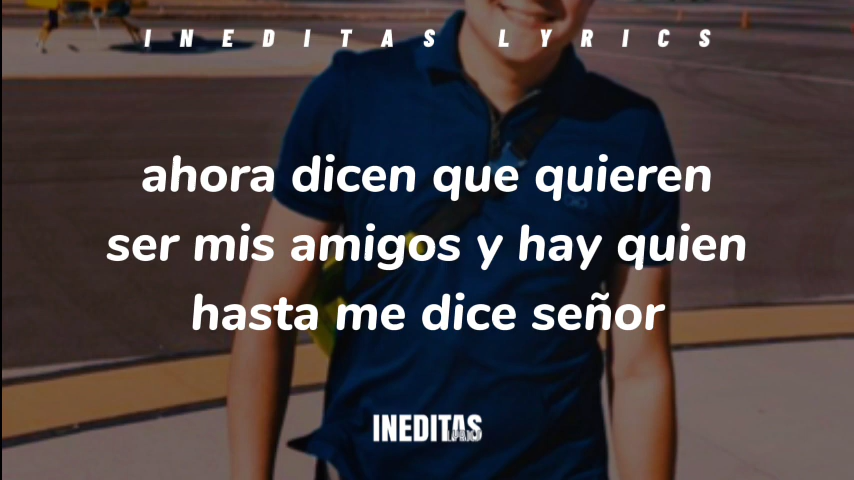 INEDITAS LYRICS
ahora dicen que quieren
ser mis amigos y hay quien
hasta me dice señor
INEDITAS